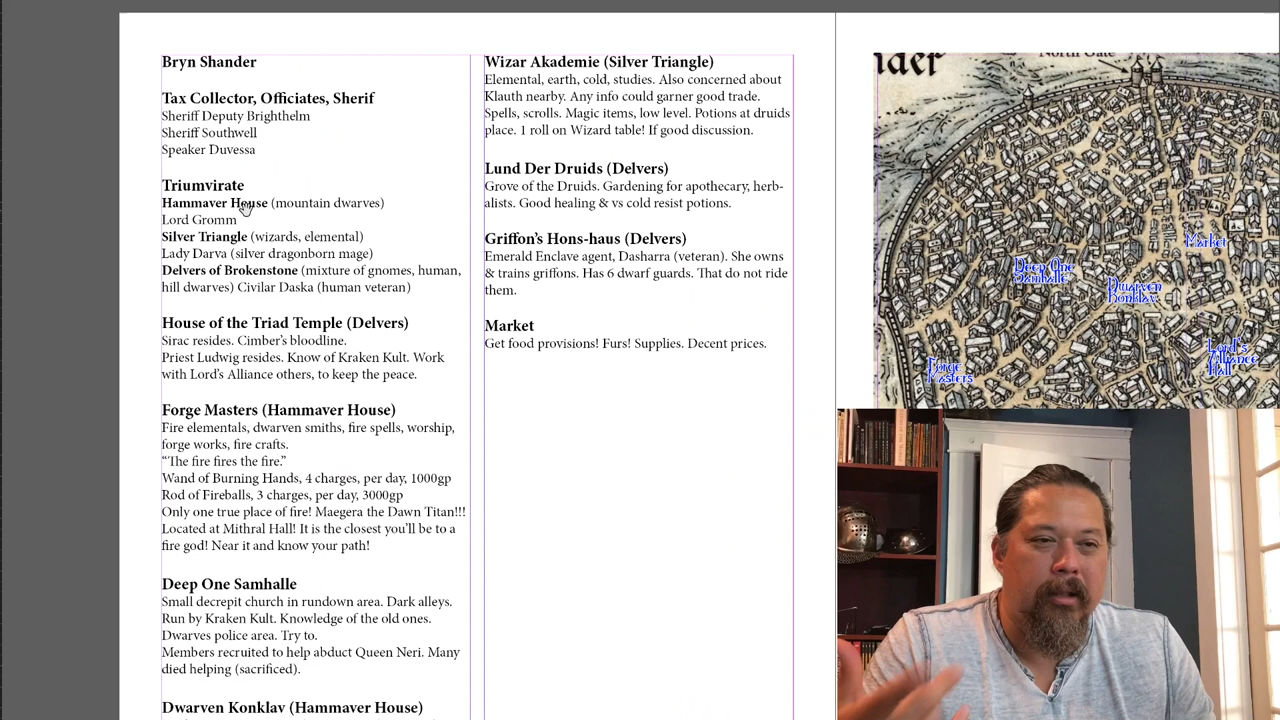 Bryn Shander
Tax Collector, Officiates, Sherif
Sheriff Deputy Brighthelm
Sheriff Southwell
Speaker Duvessa
Triumvirate
Hammaver House (mountain dwarves)
Lord Gromm
Silver Triangle (wizards, elemental)
Lady Darva (silver dragonborn mage)
Delvers of Brokenstone (mixture of gnomes, human,
hill dwarves) Civilar Daska (human veteran)
House of the Triad Temple (Delvers)
Sirac resides. Cimber's bloodline.
Priest Ludwig resides. Know of Kraken Kult. Work
with Lord's Alliance others, to keep the peace.
Forge Masters (Hammaver House)
Fire elementals, dwarven smiths, fire spells, worship,
forge works, fire crafts.
“The fire fires the fire.”
Wand of Burning Hands, 4 charges, per day, 1000gp
Rod of Fireballs, 3 charges, per day, 3000gp
Only one true place of fire! Maegera the Dawn Titan!!!
Located at Mithral Hall! It is the closest you'll be to a
fire god! Near it and know your path!
Deep One Samhalle
Small decrepit church in rundown area. Dark alleys.
Run by Kraken Kult. Knowledge of the old ones.
Dwarves police area. Try to.
Members recruited to help abduct Queen Neri. Many
died helping (sacrificed).
Dwarven Konklav (Hammaver House)
Wizar Akademie (Silver Triangle)
Elemental, earth, cold, studies. Also concerned about
Klauth nearby. Any info could garner good trade.
Spells, scrolls. Magic items, low level. Potions at druids
place. 1 roll on Wizard table! If good discussion.
Lund Der Druids (Delvers)
Grove of the Druids. Gardening for apothecary, herb-
alists. Good healing & vs cold resist potions.
Griffon's Hons-haus (Delvers)
Emerald Enclave agent, Dasharra (veteran). She owns
& trains griffons. Has 6 dwarf guards. That do not ride
them.
Market
Get food provisions! Furs! Supplies. Decent prices.
nder
North Gate
Market
Deep One
Samhalle
Dwarven
Konklav
Lord's
Alliance
Hall
Forge
Masters